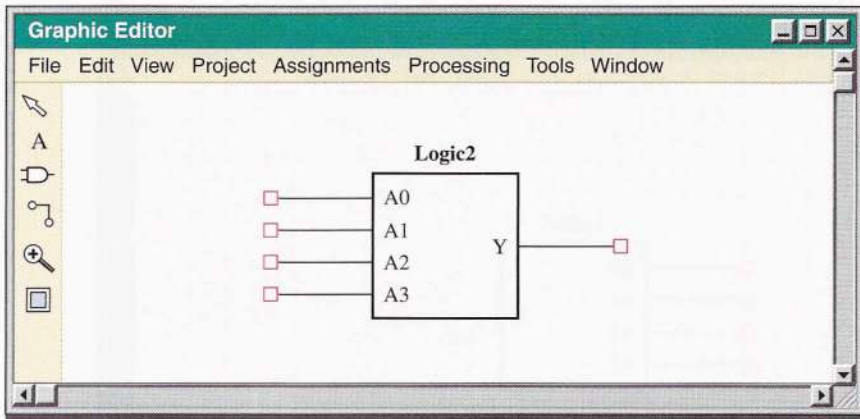 Graphic Editor
File Edit View Project Assignments Processing Tools Window
A
Logic2
A0
A1
A2
A3
Y